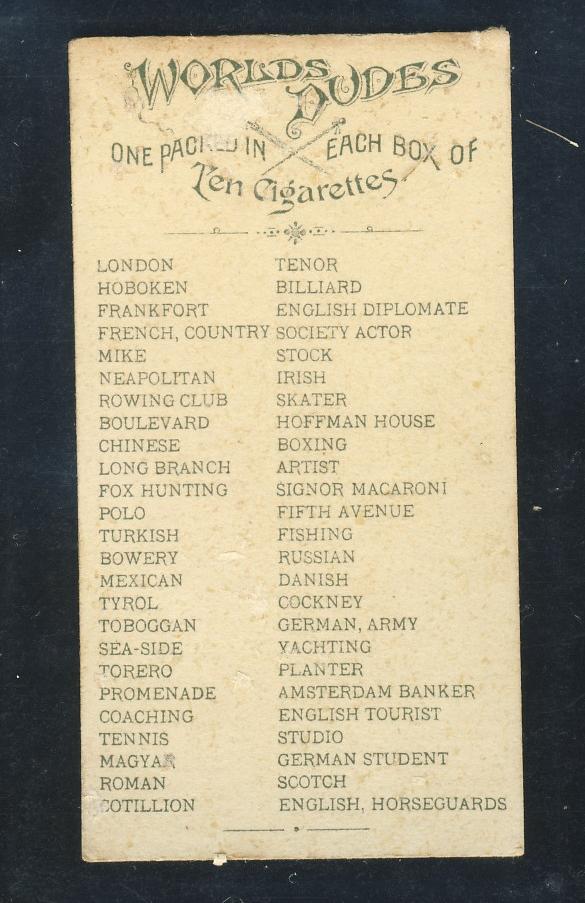 WORLDS DUDES
ONE PACKED IN EACH BOX OF
Ten Cigarettes
LONDON
HOBOKEN
FRANKFORT
FRENCH, COUNTRY
MIKE
NEAPOLITAN
ROWING CLUB
BOULEVARD
CHINESE
LONG BRANCH
FOX HUNTING
POLO
TURKISH
BOWERY
MEXICAN
TYROL
TOBOGGAN
SEA-SIDE
TORERO
PROMENADE
COACHING
TENNIS
MAGYAR
ROMAN
COTILLION
TENOR
BILLIARD
ENGLISH DIPLOMATE
SOCIETY ACTOR
STOCK
IRISH
SKATER
HOFFMAN HOUSE
BOXING
ARTIST
SIGNOR MACARONI
FIFTH AVENUE
FISHING
RUSSIAN
DANISH
COCKNEY
GERMAN, ARMY
YACHTING
PLANTER
AMSTERDAM BANKER
ENGLISH TOURIST
STUDIO
GERMAN STUDENT
SCOTCH
ENGLISH, HORSEGUARDS